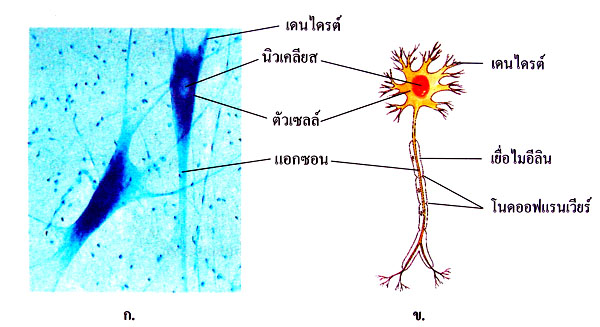 เดนไดรต์
นิวเคลียส
เดนไดรต์
ตัวเซลล์
แอกซอน
เยื่อไมอีลิน
โนดออฟแรนเวียร์
ก.
ข.